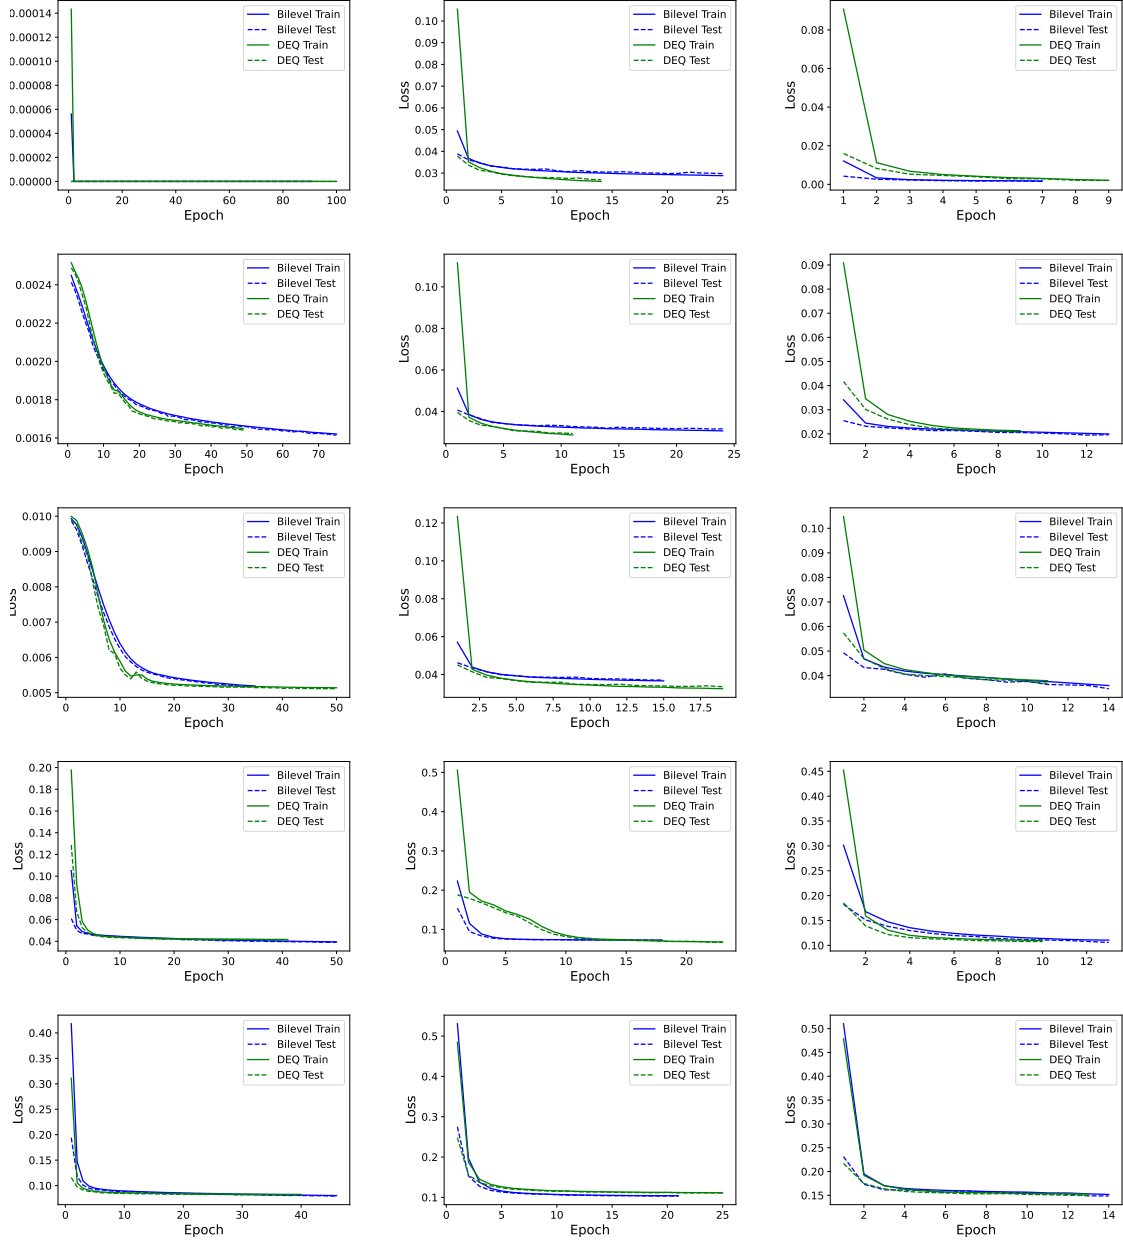 0.00014
0.00012
0.00010
0.00008
0.00006
0.00004
0.00002
0.00000
0 20 40 60 80 100
Epoch
Bilevel Train
Bilevel Test
DEQ Train
DEQ Test
Loss
0.10
0.09
0.08
0.07
0.06
0.05
0.04
0.03
0 5 10 15 20 25
Epoch
Bilevel Train
Bilevel Test
DEQ Train
DEQ Test
Loss
0.08
0.06
0.04
0.02
0.00
1 2 3 4 5 6 7 8 9
Epoch
Bilevel Train
Bilevel Test
DEQ Train
DEQ Test
0.0024
0.0022
0.0020
0.0018
0.0016
0 10 20 30 40 50 60 70
Epoch
Bilevel Train
Bilevel Test
DEQ Train
DEQ Test
Loss
0.10
0.08
0.06
0.04
0 5 10 15 20 25
Epoch
Bilevel Train
Bilevel Test
DEQ Train
DEQ Test
Loss
0.09
0.08
0.07
0.06
0.05
0.04
0.03
0.02
2 4 6 8 10 12
Epoch
Bilevel Train
Bilevel Test
DEQ Train
DEQ Test
Loss
0.010
0.009
0.008
0.007
0.006
0.005
0 10 20 30 40 50
Epoch
Bilevel Train
Bilevel Test
DEQ Train
DEQ Test
Loss
0.12
0.10
0.08
0.06
0.04
2.5 5.0 7.5 10.0 12.5 15.0 17.5
Epoch
Bilevel Train
Bilevel Test
DEQ Train
DEQ Test
Loss
0.10
0.09
0.08
0.07
0.06
0.05
0.04
2 4 6 8 10 12 14
Epoch
Bilevel Train
Bilevel Test
DEQ Train
DEQ Test
Loss
0.20
0.18
0.16
0.14
0.12
0.10
0.08
0.06
0.04
0 10 20 30 40 50
Epoch
Bilevel Train
Bilevel Test
DEQ Train
DEQ Test
Loss
0.5
0.4
0.3
0.2
0.1
0 5 10 15 20
Epoch
Bilevel Train
Bilevel Test
DEQ Train
DEQ Test
Loss
0.45
0.40
0.35
0.30
0.25
0.20
0.15
0.10
2 4 6 8 10 12
Epoch
Bilevel Train
Bilevel Test
DEQ Train
DEQ Test
Loss
0.40
0.35
0.30
0.25
0.20
0.15
0.10
0 10 20 30 40
Epoch
Bilevel Train
Bilevel Test
DEQ Train
DEQ Test
Loss
0.5
0.4
0.3
0.2
0.1
0 5 10 15 20 25
Epoch
Bilevel Train
Bilevel Test
DEQ Train
DEQ Test
Loss
0.50
0.45
0.40
0.35
0.30
0.25
0.20
0.15
2 4 6 8 10 12 14
Epoch
Bilevel Train
Bilevel Test
DEQ Train
DEQ Test